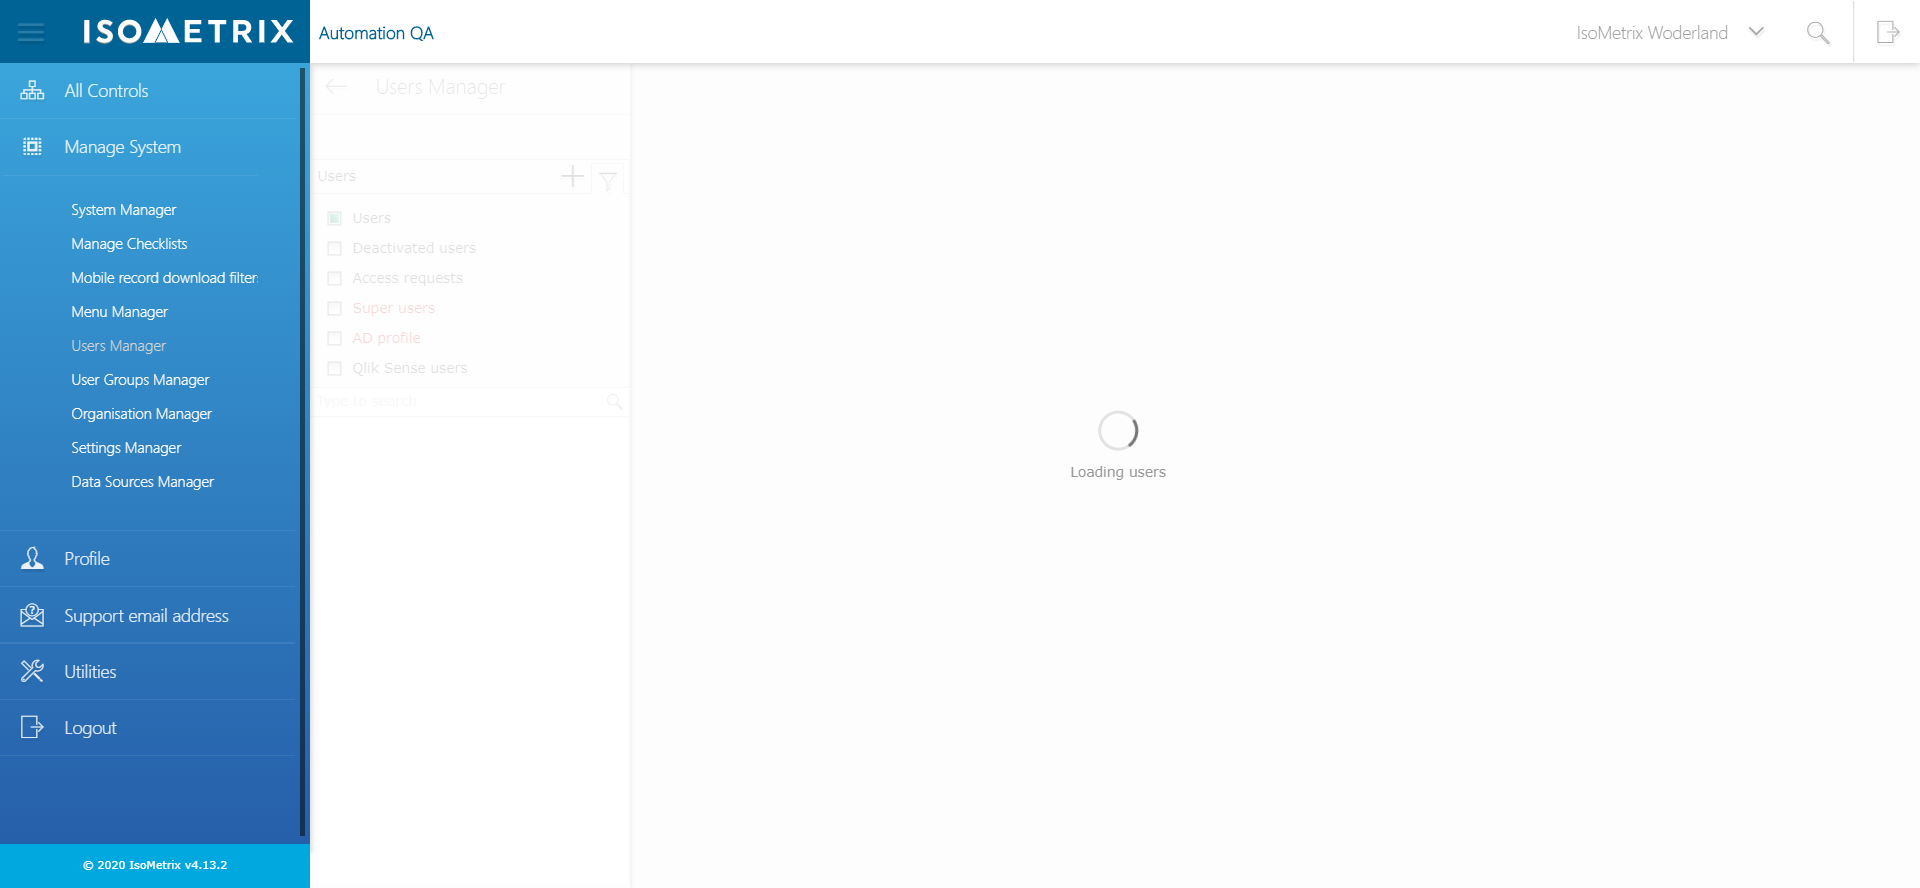 ISOMETRIX
Automation QA
IsoMetrix Woderland
All Controls
Manage System
System Manager
Manage Checklists
Mobile record download filter
Menu Manager
Users Manager
User Groups Manager
Organisation Manager
Settings Manager
Data Sources Manager
Profile
Support email address
Utilities
Logout
© 2020 IsoMetrix v4.13.2
Users Manager
Users
Users
Deactivated users
Access requests
Super users
AD profile
Qlik Sense users
Type to search
Loading users